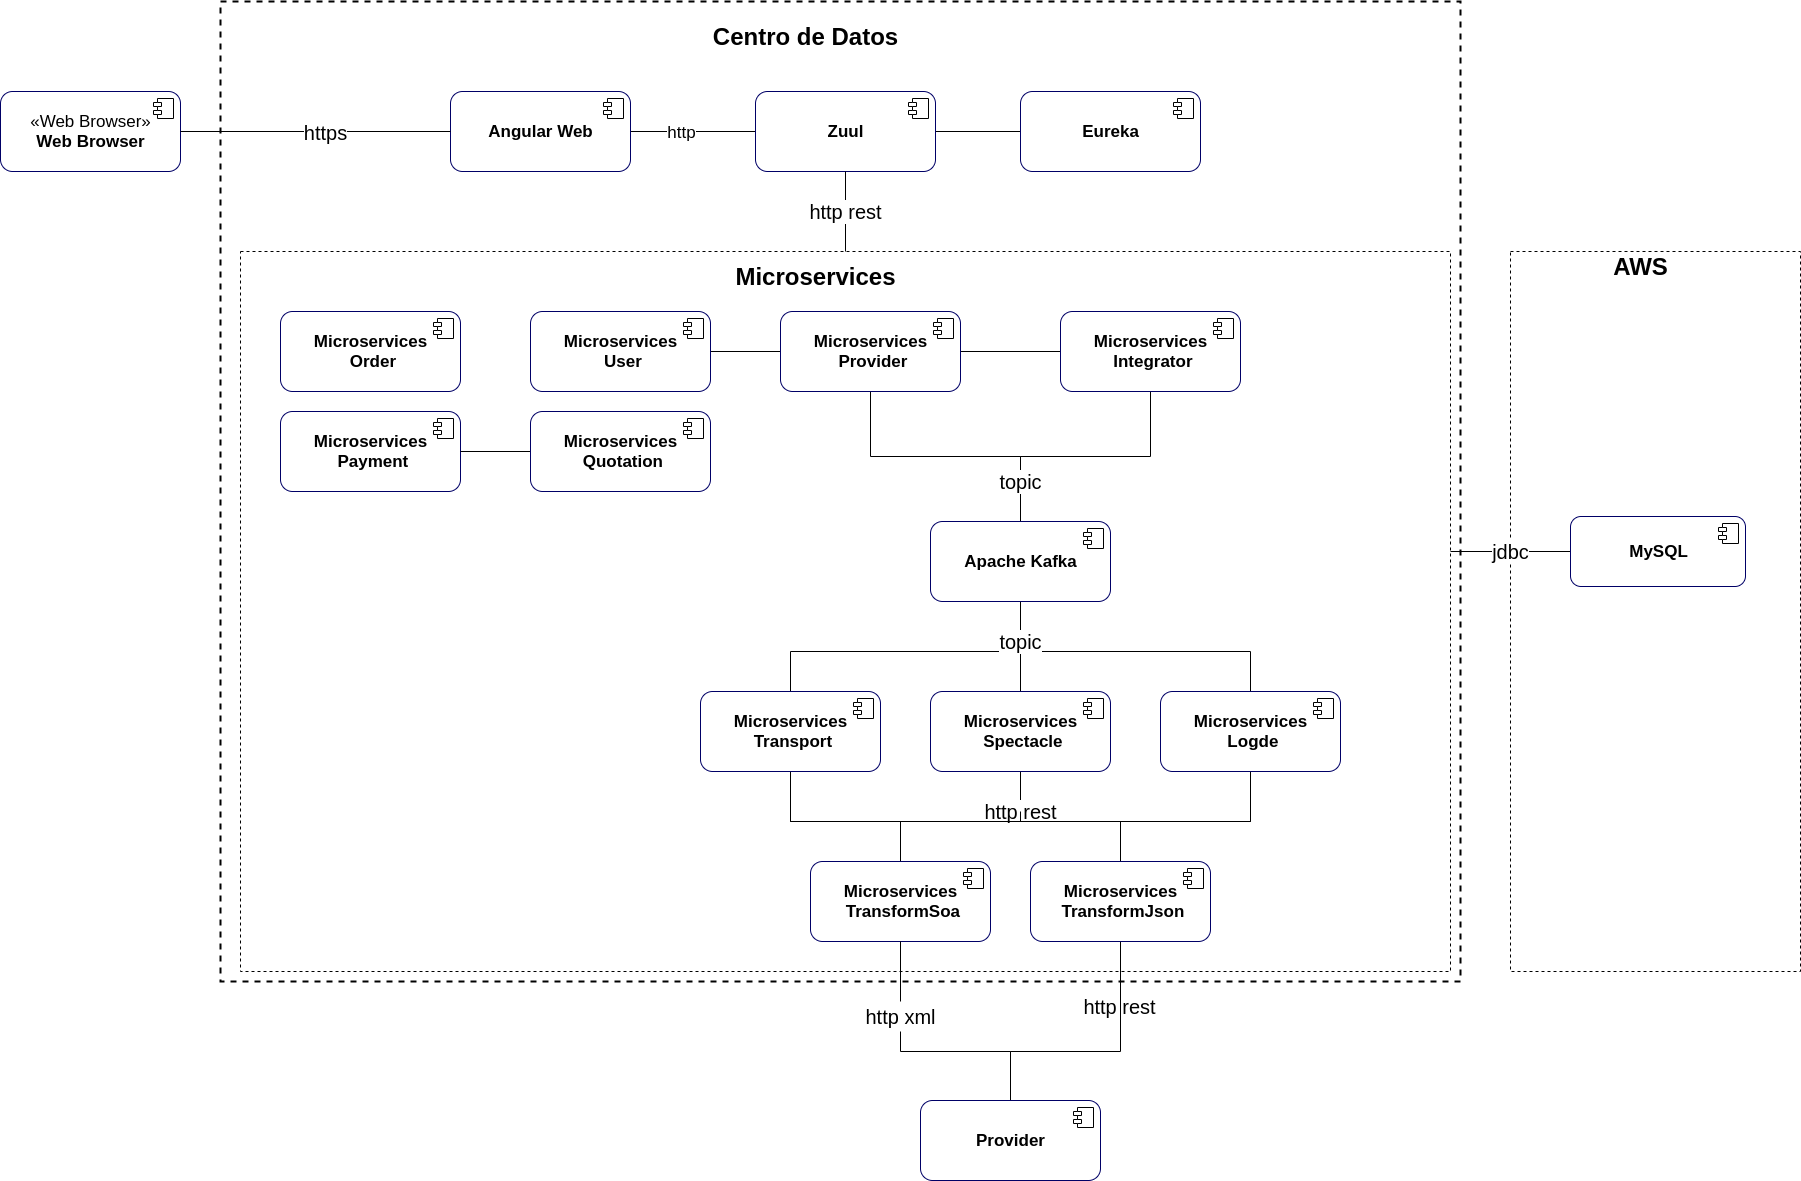 Centro de Datos
«Web Browser»
Web Browser
https
Angular Web
http
Zuul
Eureka
http rest
Microservices
AWS
Microservices
Order
Microservices
User
Microservices
Provider
Microservices
Integrator
Microservices
Payment
Microservices
Quotation
topic
Apache Kafka
jdbc
MySQL
topic
Microservices
Transport
Microservices
Spectacle
Microservices
Logde
http rest
Microservices
TransformSoa
Microservices
TransformJson
http xml
http rest
Provider